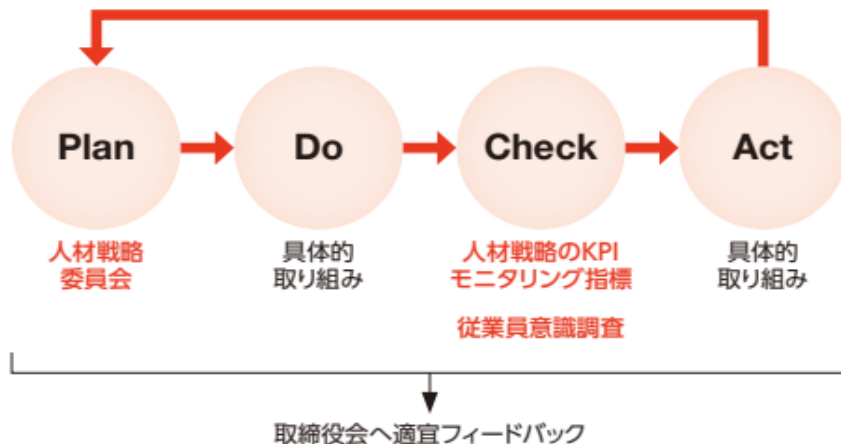 Plan
Do
Check
Act
人材戦略
委員会
具体的
取り組み
人材戦略のKPI
モニタリング指標
従業員意識調査
具体的
取り組み
取締役会へ適宜フィードバック